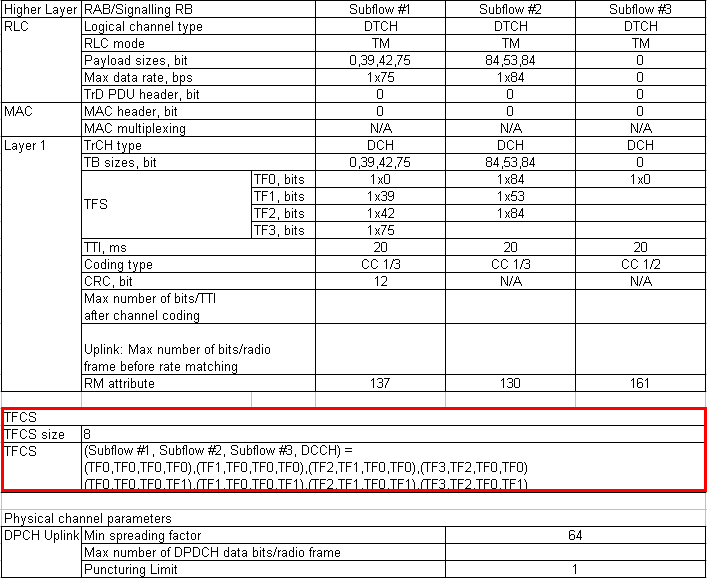 Higher Layer RAB/Signalling RB Subflow #1 Subflow #2 Subflow #3
RLC Logical channel type DTCH DTCH DTCH
RLC mode TM TM TM
Payload sizes, bit 0,39,42,75 84,53,84 0
Max data rate, bps 1x75 1x84
TrD PDU header, bit 0 0 0
MAC MAC header, bit 0 0 0
MAC multiplexing N/A N/A N/A
Layer 1 TrCH type DCH DCH DCH
TB sizes, bit 0,39,42,75 84,53,84 0
TFS TF0, bits 1x0 1x84 1x0
TF1, bits 1x39 1x53
TF2, bits 1x42 1x84
TF3, bits 1x75
TTI, ms 20 20 20
Coding type CC 1/3 CC 1/3 CC 1/2
CRC, bit 12 N/A N/A
Max number of bits/TTI
after channel coding
Uplink: Max number of bits/radio
frame before rate matching
RM attribute 137 130 161
TFCS
TFCS size 8
TFCS (Subflow #1, Subflow #2, Subflow #3, DCCH) =
(TF0,TF0,TF0,TF0),(TF1,TF0,TF0,TF0),(TF2,TF1,TF0,TF0),(TF3,TF2,TF0,TF0)
(TF0,TF0,TF0,TF1),(TF1,TF0,TF0,TF1),(TF2,TF1,TF0,TF1),(TF3,TF2,TF0,TF1)
Physical channel parameters
DPCH Uplink Min spreading factor 64
Max number of DPDCH data bits/radio frame
Puncturing Limit 1